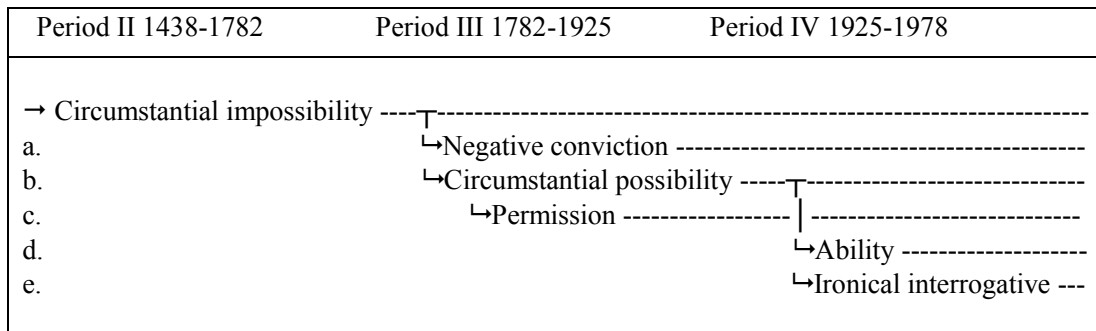 Period II 1438-1782 Period III 1782-1925 Period IV 1925-1978
→ Circumstantial impossibility ----┬----------------------------------------------------------------------
a. ↳Negative conviction --------------------------------------------
b. ↳Circumstantial possibility -----┬------------------------------
c. ↳Permission ------------------│-----------------------------
d. ↳Ability --------------------
e. ↳Ironical interrogative ---